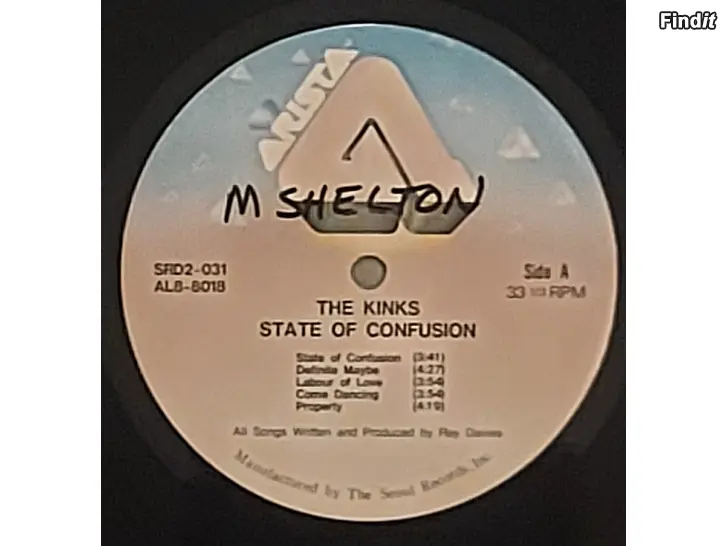 Findit
ARISTA
M SHELTON
SRD2-031
AL8-8018
Side A
33 1/3 RPM
THE KINKS
STATE OF CONFUSION
State of Confusion (3:41)
Definite Maybe (4:27)
Labour of Love (3:54)
Come Dancing (3:54)
Property (4:19)
All Songs Written and Produced by Ray Davies
Manufactured by The Seoul Records, Inc.